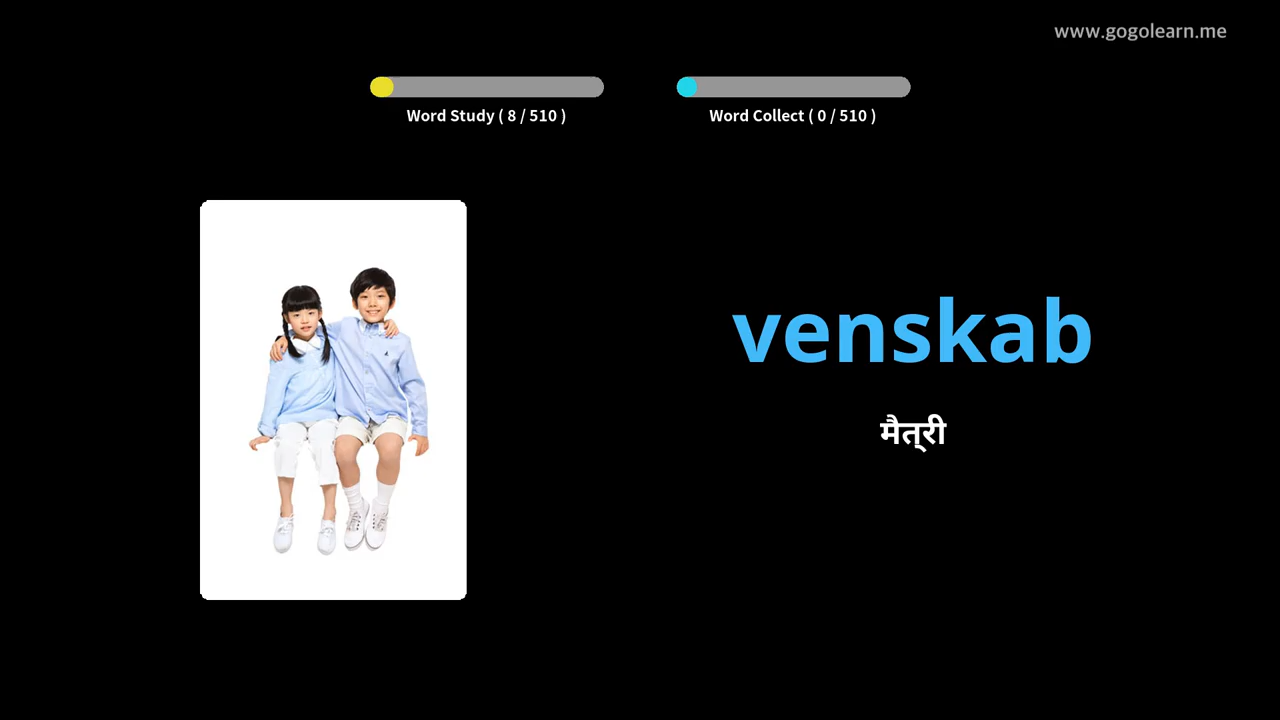 www.gogolearn.me
Word Study ( 8 / 510 )
Word Collect ( 0 / 510 )
venskab
मैत्री